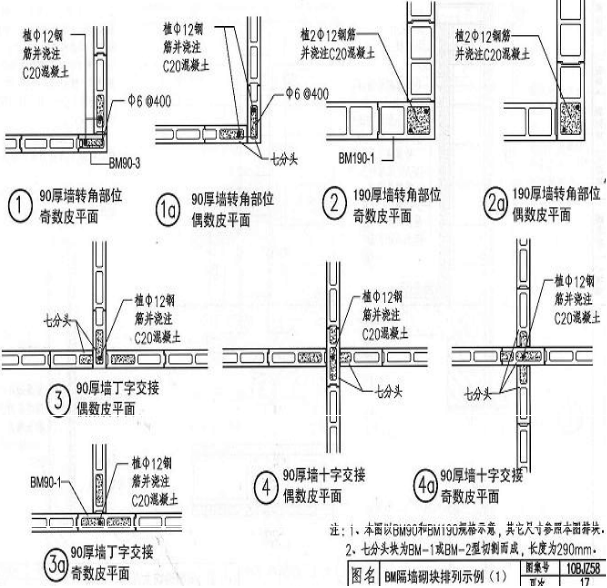 植Φ12钢
筋并浇注
C20混凝土
Φ6 @400
BM90-3
① 90厚墙转角部位
奇数皮平面
植Φ12钢
筋并浇注
C20混凝土
Φ6 @400
七分头
1a 90厚墙转角部位
偶数皮平面
植2Φ12钢筋
并浇注C20混凝土
BM190-1
② 190厚墙转角部位
奇数皮平面
植2Φ12钢筋
并浇注C20混凝土
2a 190厚墙转角部位
偶数皮平面
七分头
植Φ12钢
筋并浇注
C20混凝土
③ 90厚墙丁字交接
偶数皮平面
植Φ12钢
筋并浇注
C20混凝土
七分头
④ 90厚墙十字交接
偶数皮平面
植Φ12钢
筋并浇注
C20混凝土
七分头
4a 90厚墙十字交接
奇数皮平面
BM90-1
植Φ12钢
筋并浇注
C20混凝土
3a 90厚墙丁字交接
奇数皮平面
注：1、本图以BM90和BM190规格示意，其它尺寸参照本图排块.
2、七分头块为BM-1或BM-2型切割而成，长度为290mm.
图名 BM隔墙砌块排列示例（1） 图集号 10BJZ58
页次 17